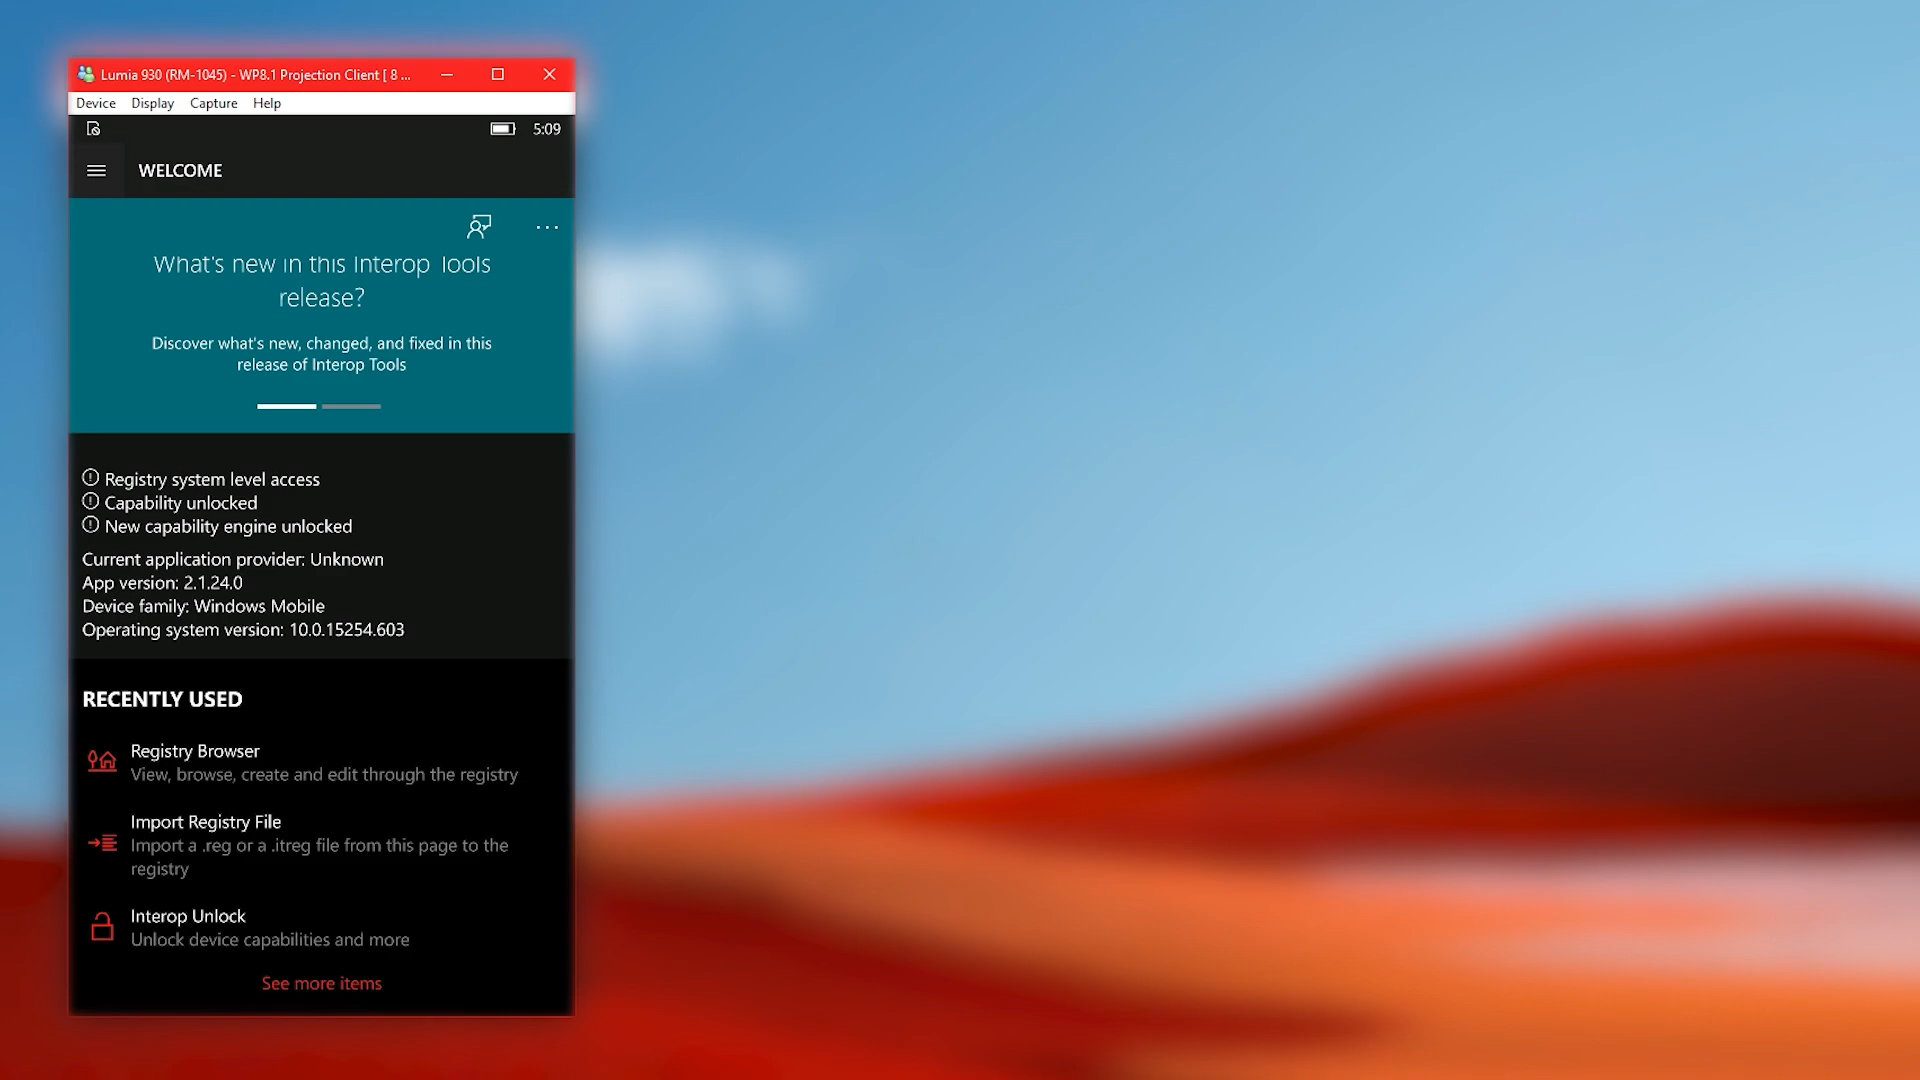 Lumia 930 (RM-1045) - WP8.1 Projection Client [ 8 ...
Device Display Capture Help
5:09
WELCOME
What's new in this Interop Tools
release?
Discover what's new, changed, and fixed in this
release of Interop Tools
Registry system level access
Capability unlocked
New capability engine unlocked
Current application provider: Unknown
App version: 2.1.24.0
Device family: Windows Mobile
Operating system version: 10.0.15254.603
RECENTLY USED
Registry Browser
View, browse, create and edit through the registry
Import Registry File
Import a .reg or a .itreg file from this page to the
registry
Interop Unlock
Unlock device capabilities and more
See more items